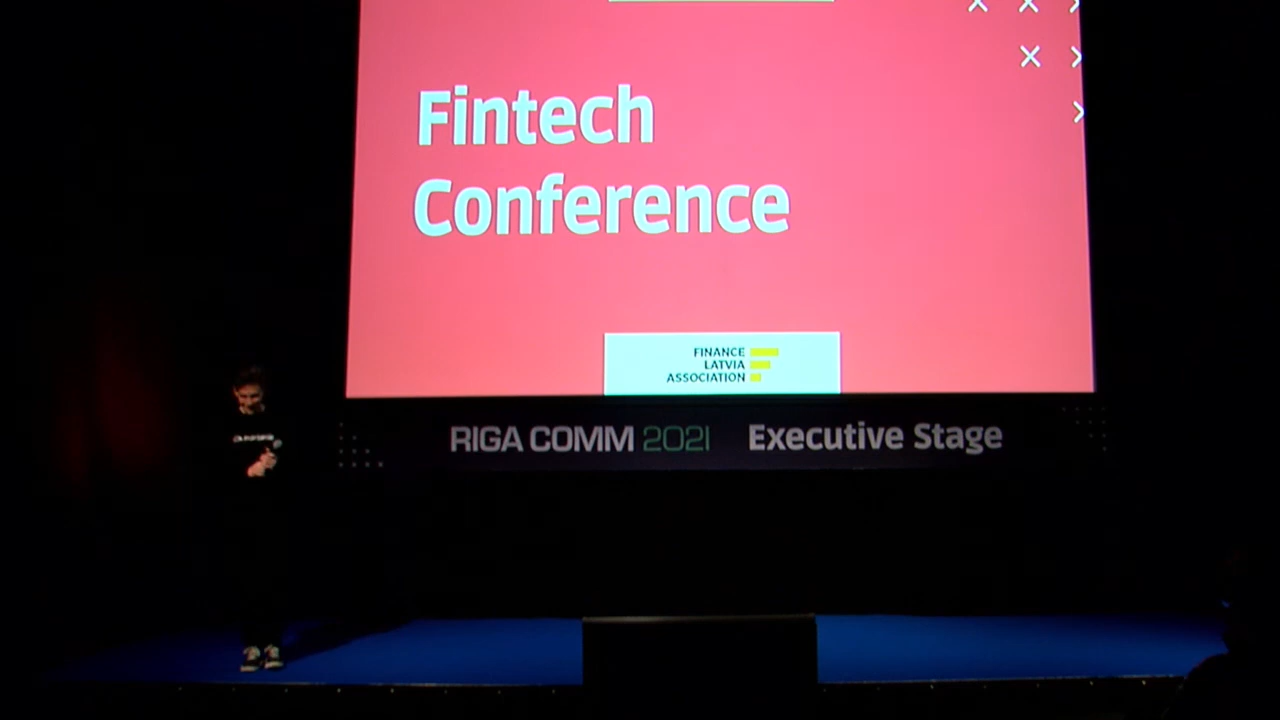 Fintech
Conference
FINANCE
LATVIA
ASSOCIATION
RIGA COMM 2021 Executive Stage